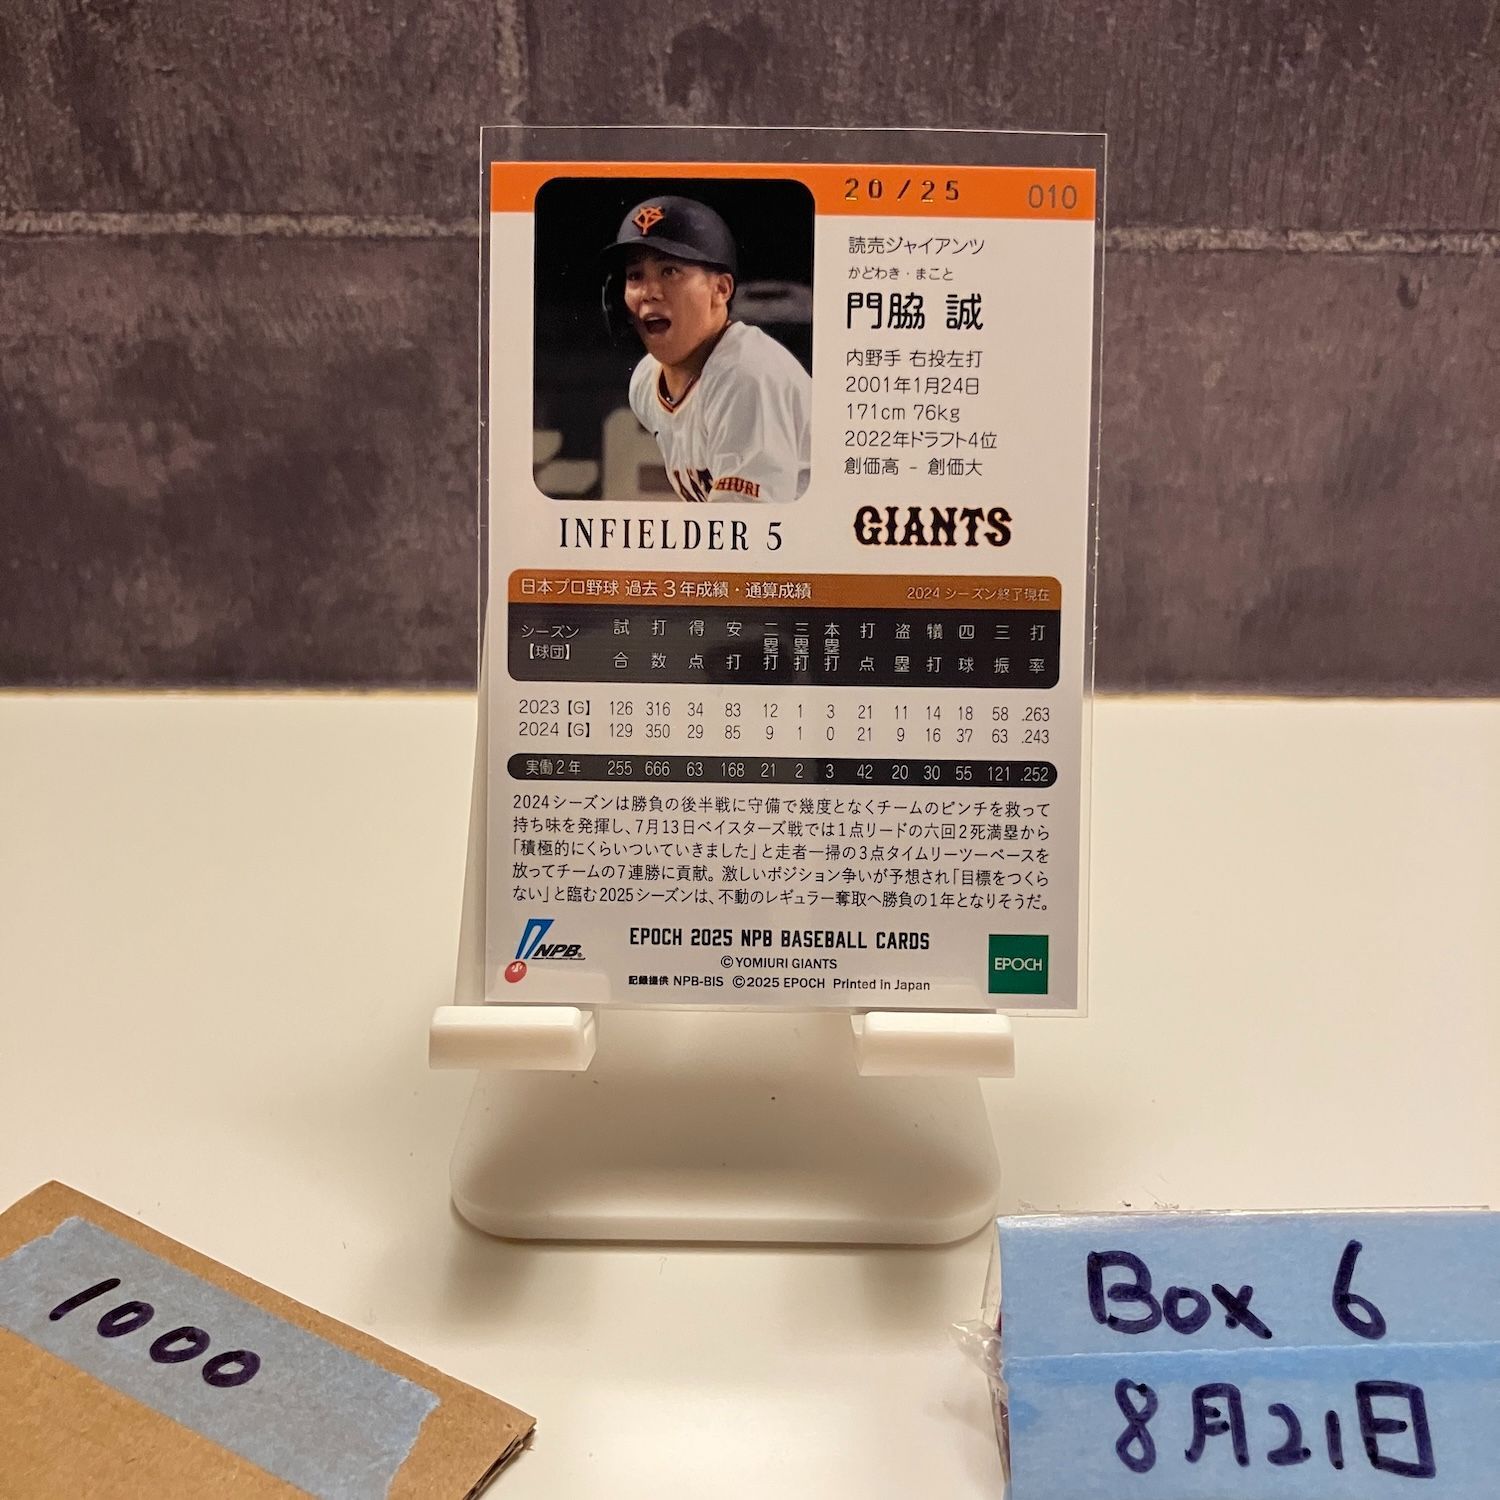 20/25
010
読売ジャイアンツ
かどわき・まこと
門脇 誠
内野手 右投左打
2001年1月24日
171cm 76kg
2022年ドラフト4位
創価高 - 創価大
INFIELDER 5
GIANTS
日本プロ野球 過去3年成績・通算成績 2024 シーズン終了現在
シーズン【球団】 試合 打数 得点 安打 二塁打 三塁打 本塁打 打点 盗塁 犠打 四球 三振 打率
2023【G】 126 316 34 83 12 1 3 21 11 14 18 58 .263
2024【G】 129 350 29 85 9 1 0 21 9 16 37 63 .243
実働2年 255 666 63 168 21 2 3 42 20 30 55 121 .252
2024シーズンは勝負の後半戦に守備で幾度となくチームのピンチを救って
持ち味を発揮し、7月13日ベイスターズ戦では1点リードの六回2死満塁から
「積極的にくらいついていきました」と走者一掃の3点タイムリーツーベースを
放ってチームの7連勝に貢献。激しいポジション争いが予想され「目標をつくら
ない」と臨む2025シーズンは、不動のレギュラー奪取へ勝負の1年となりそうだ。
NPB
EPOCH 2025 NPB BASEBALL CARDS
©YOMIURI GIANTS
記録提供 NPB-BIS ©2025 EPOCH Printed in Japan
EPOCH
1000
Box 6
8月21日